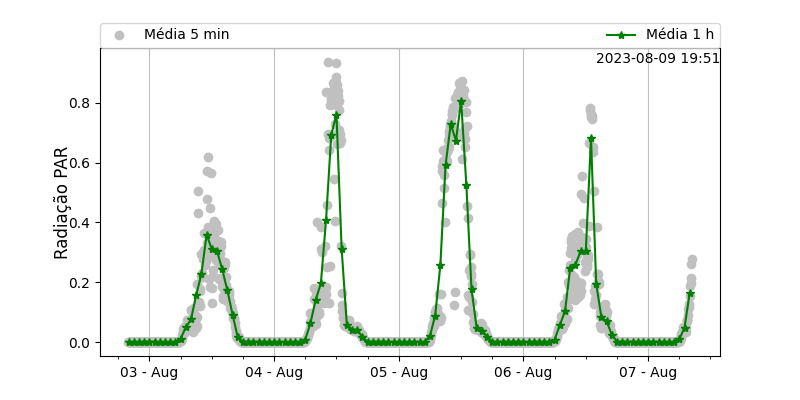 Média 5 min
Média 1 h
2023-08-09 19:51
Radiação PAR
0.8
0.6
0.4
0.2
0.0
03 - Aug
04 - Aug
05 - Aug
06 - Aug
07 - Aug